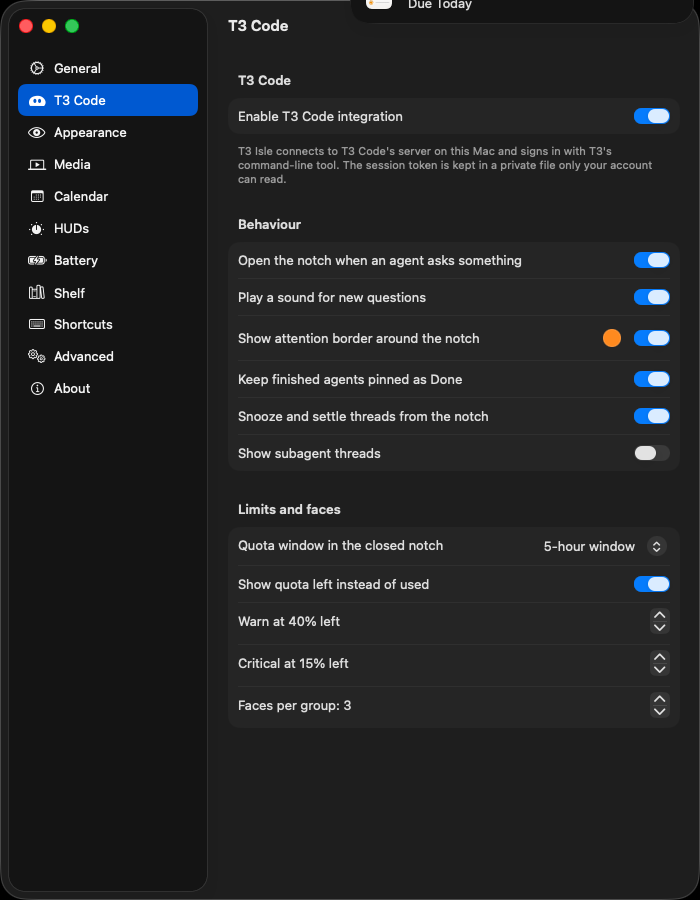 Due Today
T3 Code
General
T3 Code
Appearance
Media
Calendar
HUDs
Battery
Shelf
Shortcuts
Advanced
About
T3 Code
Enable T3 Code integration
T3 Isle connects to T3 Code's server on this Mac and signs in with T3's
command-line tool. The session token is kept in a private file only your account
can read.
Behaviour
Open the notch when an agent asks something
Play a sound for new questions
Show attention border around the notch
Keep finished agents pinned as Done
Snooze and settle threads from the notch
Show subagent threads
Limits and faces
Quota window in the closed notch 5-hour window
Show quota left instead of used
Warn at 40% left
Critical at 15% left
Faces per group: 3